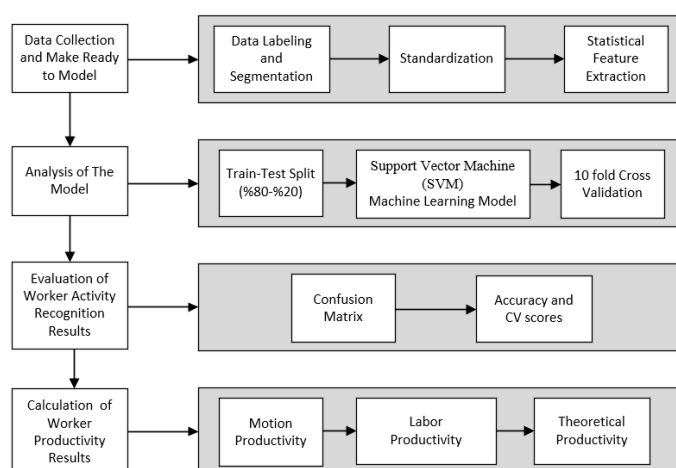 Data Collection
and Make Ready
to Model
Data Labeling
and
Segmentation
Standardization
Statistical
Feature
Extraction
Analysis of The
Model
Train-Test Split
(%80-%20)
Support Vector Machine
(SVM)
Machine Learning Model
10 fold Cross
Validation
Evaluation of
Worker Activity
Recognition
Results
Confusion
Matrix
Accuracy and
CV scores
Calculation of
Worker
Productivity
Results
Motion
Productivity
Labor
Productivity
Theoretical
Productivity